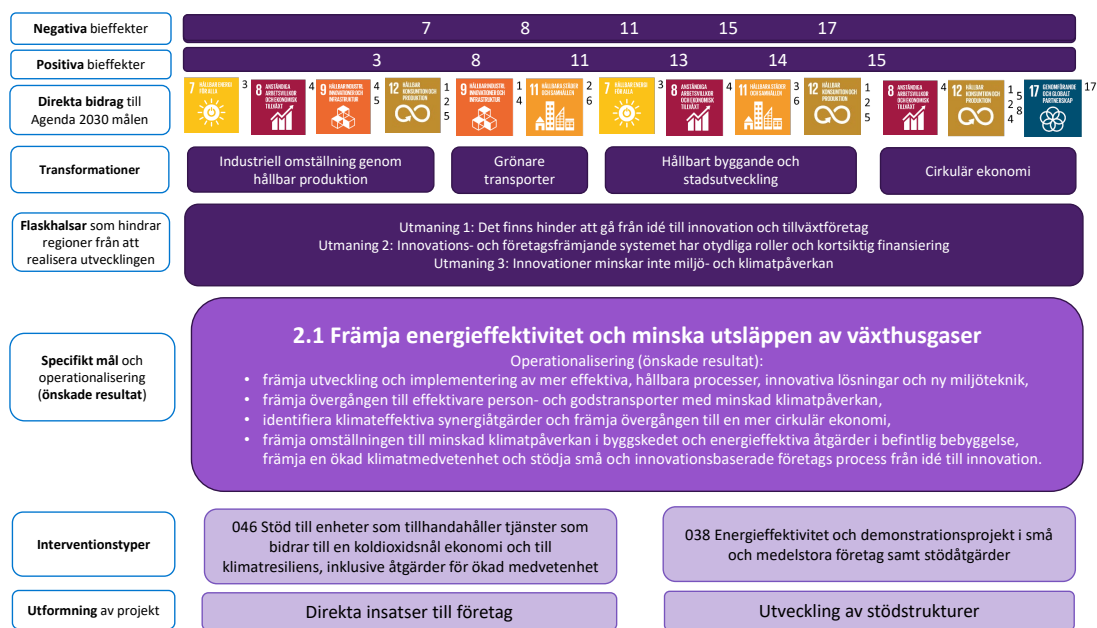 Negativa bieffekter
7 8 11 15 17
Positiva bieffekter
3 8 11 13 14 15
Direkta bidrag till
Agenda 2030 målen
7 HÅLLBAR ENERGI
FÖR ALLA
3
8 ANSTÄNDIGA
ARBETSVILLKOR
OCH EKONOMISK
TILLVÄXT
4
9 HÅLLBAR INDUSTRI,
INNOVATIONER OCH
INFRASTRUKTUR
4
5
12 HÅLLBAR
KONSUMTION OCH
PRODUKTION
1
2
5
9 HÅLLBAR INDUSTRI,
INNOVATIONER OCH
INFRASTRUKTUR
1
4
11 HÅLLBARA STÄDER
OCH SAMHÄLLEN
2
6
7 HÅLLBAR ENERGI
FÖR ALLA
3
8 ANSTÄNDIGA
ARBETSVILLKOR
OCH EKONOMISK
TILLVÄXT
4
11 HÅLLBARA STÄDER
OCH SAMHÄLLEN
3
6
12 HÅLLBAR
KONSUMTION OCH
PRODUKTION
1
2
5
8 ANSTÄNDIGA
ARBETSVILLKOR
OCH EKONOMISK
TILLVÄXT
4
12 HÅLLBAR
KONSUMTION OCH
PRODUKTION
1
2 5
4 8
17 GENOMFÖRANDE
OCH GLOBALT
PARTNERSKAP
17
Transformationer
Industriell omställning genom
hållbar produktion
Grönare
transporter
Hållbart byggande och
stadsutveckling
Cirkulär ekonomi
Flaskhalsar som hindrar
regioner från att
realisera utvecklingen
Utmaning 1: Det finns hinder att gå från idé till innovation och tillväxtföretag
Utmaning 2: Innovations- och företagsfrämjande systemet har otydliga roller och kortsiktig finansiering
Utmaning 3: Innovationer minskar inte miljö- och klimatpåverkan
Specifikt mål och
operationalisering
(önskade resultat)
2.1 Främja energieffektivitet och minska utsläppen av växthusgaser
Operationalisering (önskade resultat):
• främja utveckling och implementering av mer effektiva, hållbara processer, innovativa lösningar och ny miljöteknik,
• främja övergången till effektivare person- och godstransporter med minskad klimatpåverkan,
• identifiera klimateffektiva synergiåtgärder och främja övergången till en mer cirkulär ekonomi,
• främja omställningen till minskad klimatpåverkan i byggskedet och energieffektiva åtgärder i befintlig bebyggelse,
främja en ökad klimatmedvetenhet och stödja små och innovationsbaserade företags process från idé till innovation.
Interventionstyper
046 Stöd till enheter som tillhandahåller tjänster som
bidrar till en koldioxidsnål ekonomi och till
klimatresiliens, inklusive åtgärder för ökad medvetenhet
038 Energieffektivitet och demonstrationsprojekt i små
och medelstora företag samt stödåtgärder
Utformning av projekt
Direkta insatser till företag
Utveckling av stödstrukturer